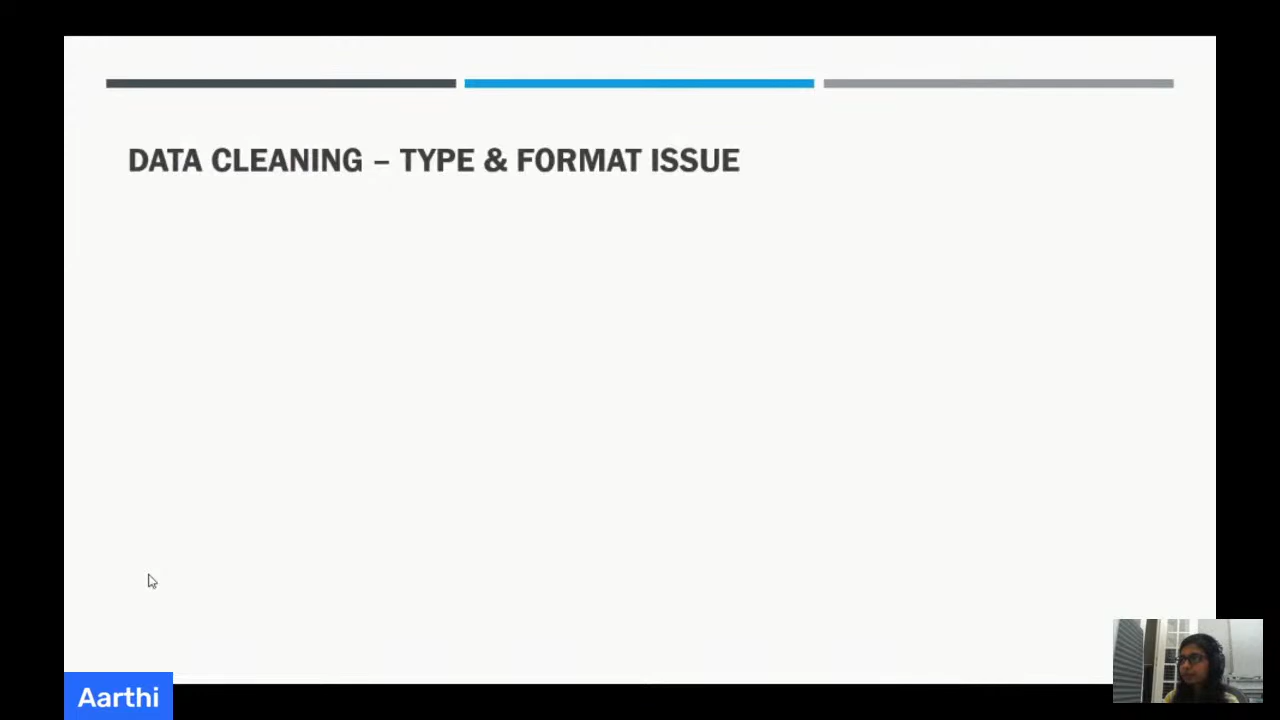 DATA CLEANING – TYPE & FORMAT ISSUE
Aarthi